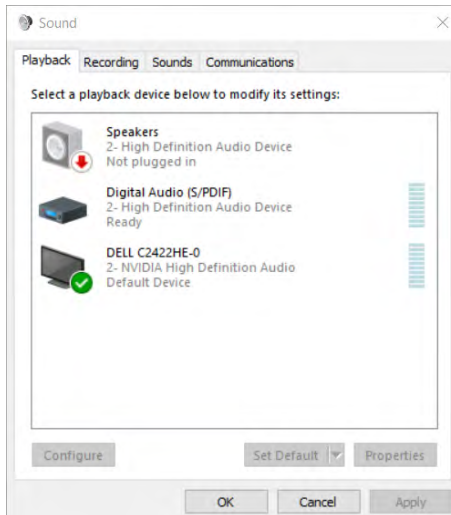 Sound
Playback Recording Sounds Communications
Select a playback device below to modify its settings:
Speakers
2- High Definition Audio Device
Not plugged in
Digital Audio (S/PDIF)
2- High Definition Audio Device
Ready
DELL C2422HE-0
2- NVIDIA High Definition Audio
Default Device
Configure Set Default Properties
OK Cancel Apply